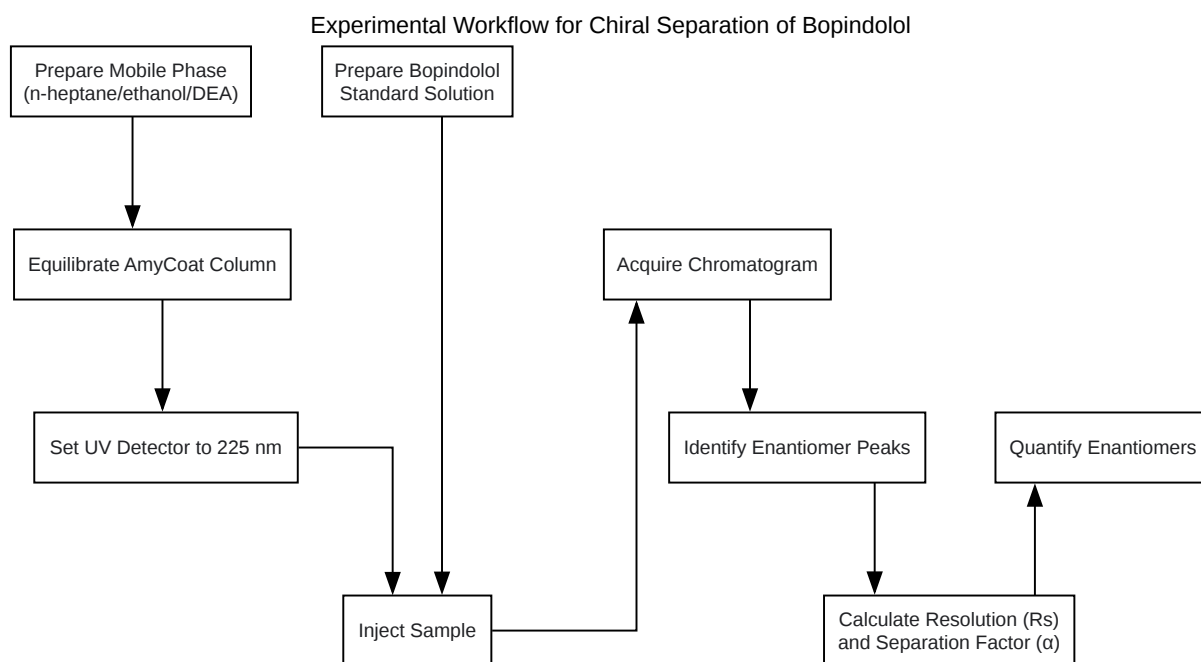 Experimental Workflow for Chiral Separation of Bopindolol
Prepare Mobile Phase
(n-heptane/ethanol/DEA)
Prepare Bopindolol
Standard Solution
Equilibrate AmyCoat Column
Acquire Chromatogram
Set UV Detector to 225 nm
Identify Enantiomer Peaks
Quantify Enantiomers
Inject Sample
Calculate Resolution (Rs)
and Separation Factor (α)